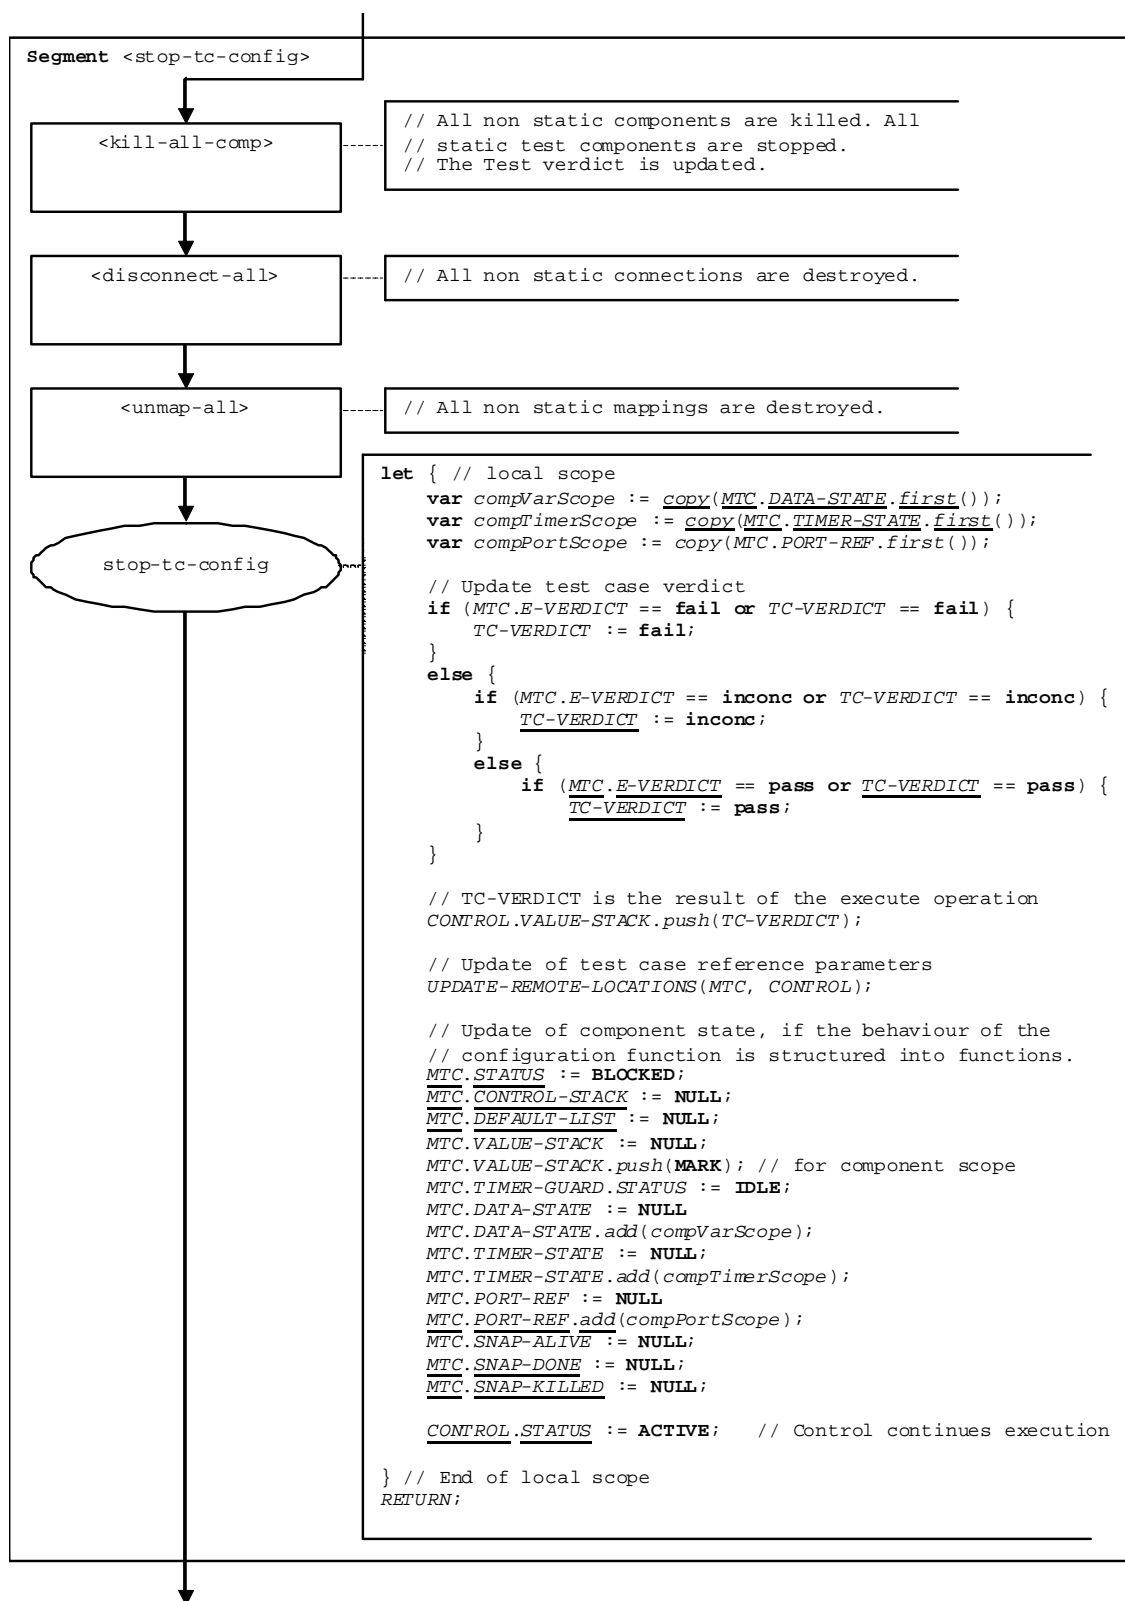 Segment <stop-tc-config>
<kill-all-comp>
// All non static components are killed. All
// static test components are stopped.
// The Test verdict is updated.
<disconnect-all>
// All non static connections are destroyed.
<unmap-all>
// All non static mappings are destroyed.
stop-tc-config
let { // local scope
var compVarScope := copy(MTC.DATA-STATE.first());
var compTimerScope := copy(MTC.TIMER-STATE.first());
var compPortScope := copy(MTC.PORT-REF.first());
// Update test case verdict
if (MTC.E-VERDICT == fail or TC-VERDICT == fail) {
TC-VERDICT := fail;
}
else {
if (MTC.E-VERDICT == inconc or TC-VERDICT == inconc) {
TC-VERDICT := inconc;
}
else {
if (MTC.E-VERDICT == pass or TC-VERDICT == pass) {
TC-VERDICT := pass;
}
}
// TC-VERDICT is the result of the execute operation
CONTROL.VALUE-STACK.push(TC-VERDICT);
// Update of test case reference parameters
UPDATE-REMOTE-LOCATIONS(MTC, CONTROL);
// Update of component state, if the behaviour of the
// configuration function is structured into functions.
MTC.STATUS := BLOCKED;
MTC.CONTROL-STACK := NULL;
MTC.DEFAULT-LIST := NULL;
MTC.VALUE-STACK := NULL;
MTC.VALUE-STACK.push(MARK); // for component scope
MTC.TIMER-GUARD.STATUS := IDLE;
MTC.DATA-STATE := NULL
MTC.DATA-STATE.add(compVarScope);
MTC.TIMER-STATE := NULL;
MTC.TIMER-STATE.add(compTimerScope);
MTC.PORT-REF := NULL
MTC.PORT-REF.add(compPortScope);
MTC.SNAP-ALIVE := NULL;
MTC.SNAP-DONE := NULL;
MTC.SNAP-KILLED := NULL;
CONTROL.STATUS := ACTIVE; // Control continues execution
} // End of local scope
RETURN;